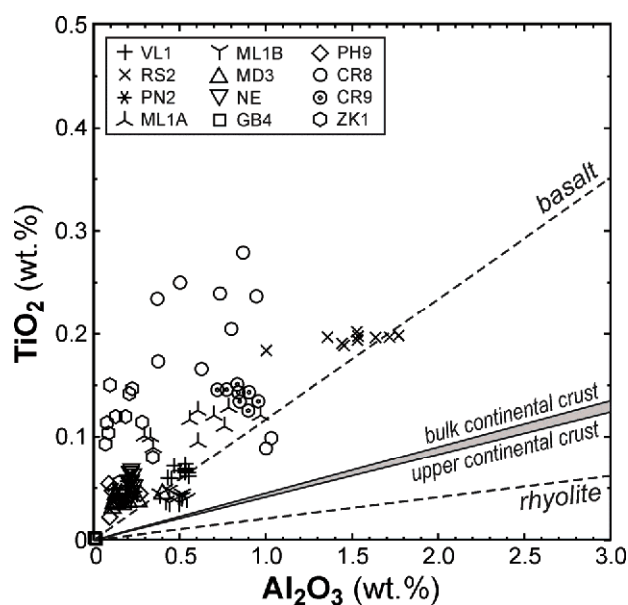 0.5
0.4
0.3
0.2
0.1
0
TiO2 (wt.%)
VL1 ML1B PH9
RS2 MD3 CR8
PN2 NE CR9
ML1A GB4 ZK1
basalt
bulk continental crust
upper continental crust
rhyolite
0 0.5 1.0 1.5 2.0 2.5 3.0
Al2O3 (wt.%)